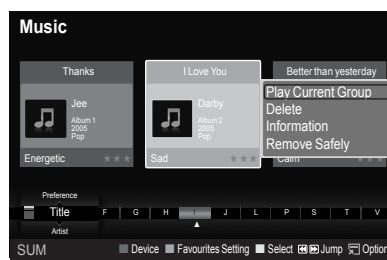 Music
Thanks
I Love You
Better than yesterday
Jee
Album 1
2005
Pop
Darby
Album 2
2005
Pop
Play Current Group
Delete
Information
Remove Safely
Energetic
Sad
Calm
Preference
Title
F G H I J L P S T V
Artist
SUM
Device Favourites Setting Select Jump Option